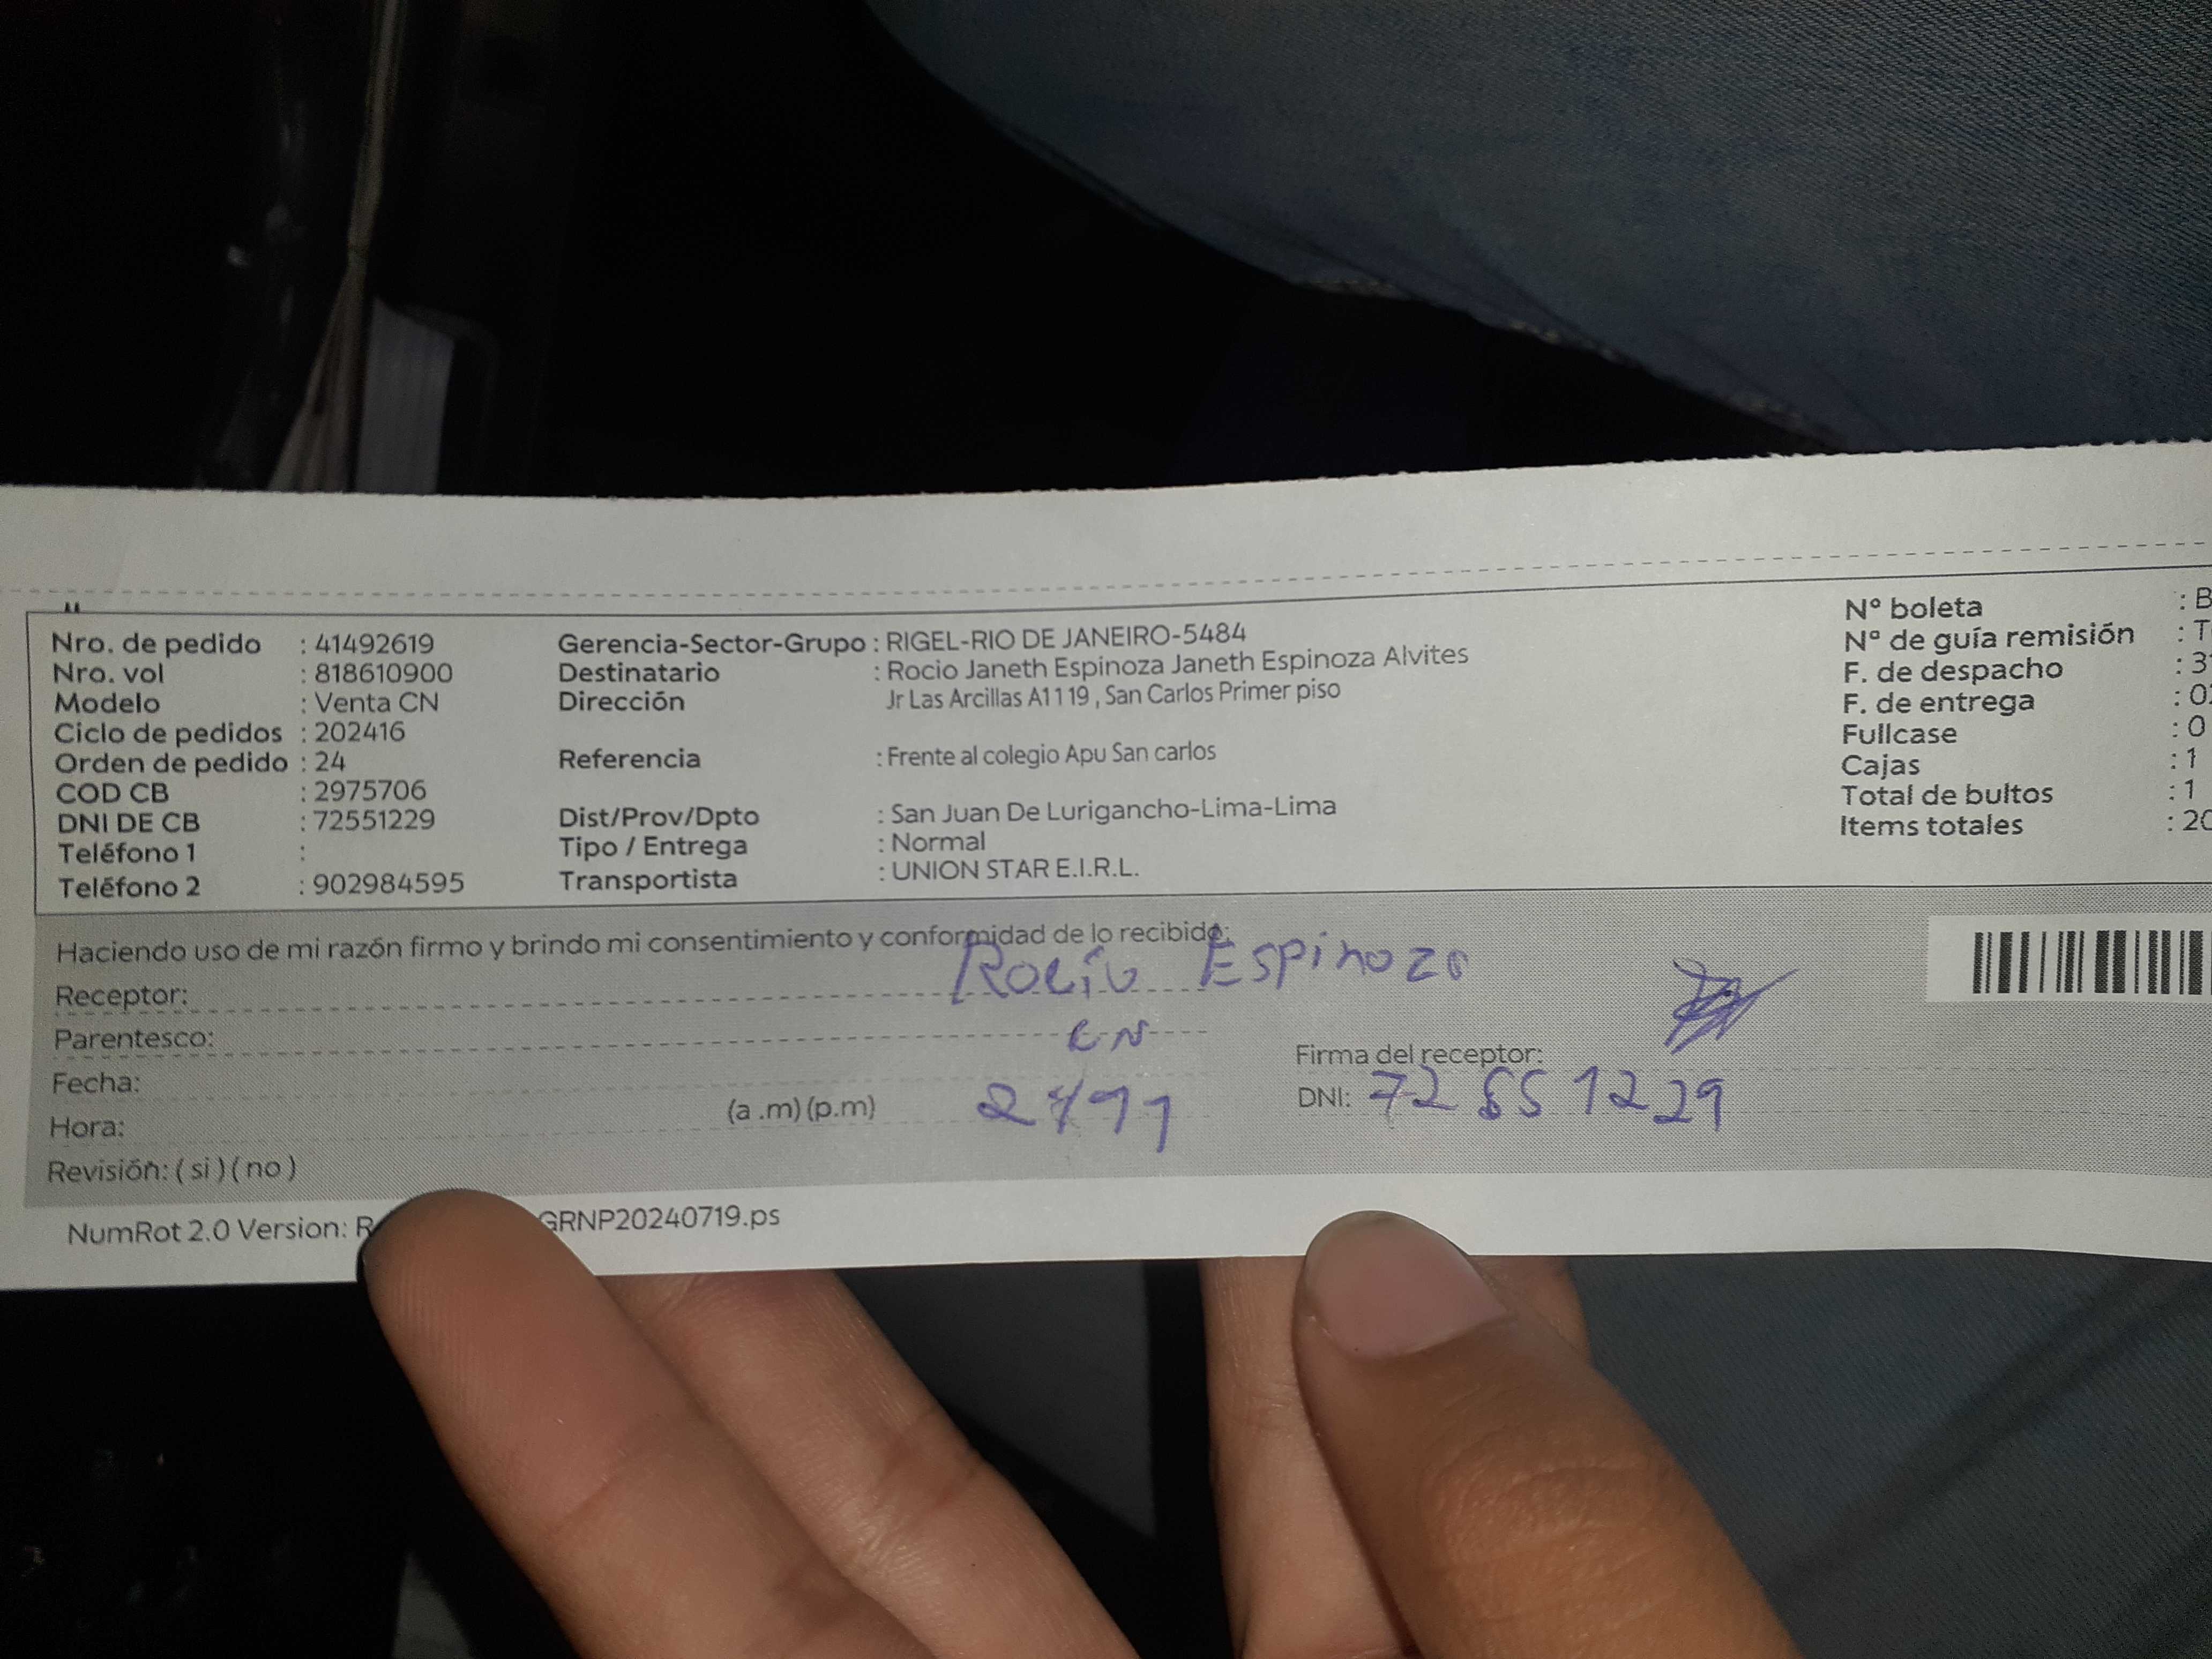 Nro. de pedido : 41492619
Nro. vol : 818610900
Modelo : Venta CN
Ciclo de pedidos : 202416
Orden de pedido : 24
COD CB : 2975706
DNI DE CB : 72551229
Teléfono 1 :
Teléfono 2 : 902984595
Gerencia-Sector-Grupo : RIGEL-RIO DE JANEIRO-5484
Destinatario : Rocio Janeth Espinoza Janeth Espinoza Alvites
Dirección Jr Las Arcillas A1119 , San Carlos Primer piso
Referencia : Frente al colegio Apu San carlos
Dist/Prov/Dpto : San Juan De Lurigancho-Lima-Lima
Tipo / Entrega : Normal
Transportista : UNION STAR E.I.R.L.
N° boleta : B
N° de guía remisión : T
F. de despacho : 3
F. de entrega : 0
Fullcase : 0
Cajas : 1
Total de bultos : 1
Items totales : 20
Haciendo uso de mi razón firmo y brindo mi consentimiento y conformidad de lo recibido:
Receptor: Rocío Espinoza
Parentesco: CN
Fecha:
Hora: (a .m) (p.m)
Revisión: ( si ) ( no )
Firma del receptor:
DNI: 72551229
NumRot 2.0 Version: R GRNP20240719.ps